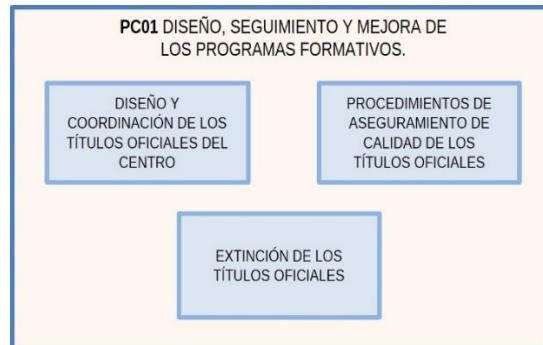 PC01 DISEÑO, SEGUIMIENTO Y MEJORA DE
LOS PROGRAMAS FORMATIVOS.
DISEÑO Y
COORDINACIÓN DE LOS
TÍTULOS OFICIALES DEL
CENTRO
PROCEDIMIENTOS DE
ASEGURAMIENTO DE
CALIDAD DE LOS
TÍTULOS OFICIALES
EXTINCIÓN DE LOS
TÍTULOS OFICIALES